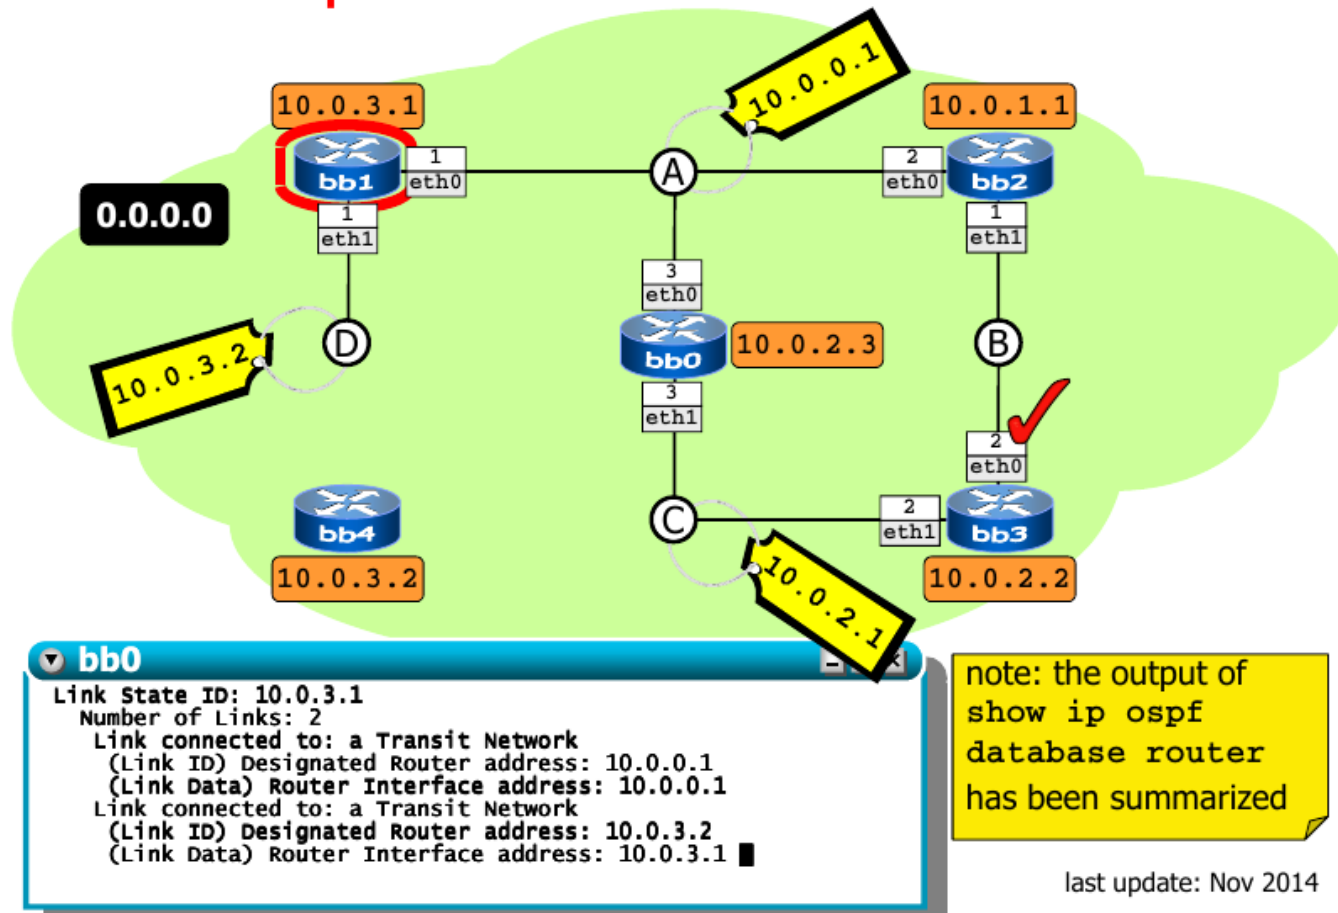 10.0.0.1
10.0.3.1
10.0.1.1
bb1
1
eth0
A
2
eth0
bb2
0.0.0.0
1
eth1
1
eth1
3
eth0
10.0.3.2
D
bb0
10.0.2.3
B
3
eth1
2
eth0
bb4
C
2
eth1
bb3
10.0.3.2
10.0.2.1
10.0.2.2
bb0
Link State ID: 10.0.3.1
Number of Links: 2
Link connected to: a Transit Network
(Link ID) Designated Router address: 10.0.0.1
(Link Data) Router Interface address: 10.0.0.1
Link connected to: a Transit Network
(Link ID) Designated Router address: 10.0.3.2
(Link Data) Router Interface address: 10.0.3.1
note: the output of
show ip ospf
database router
has been summarized
last update: Nov 2014